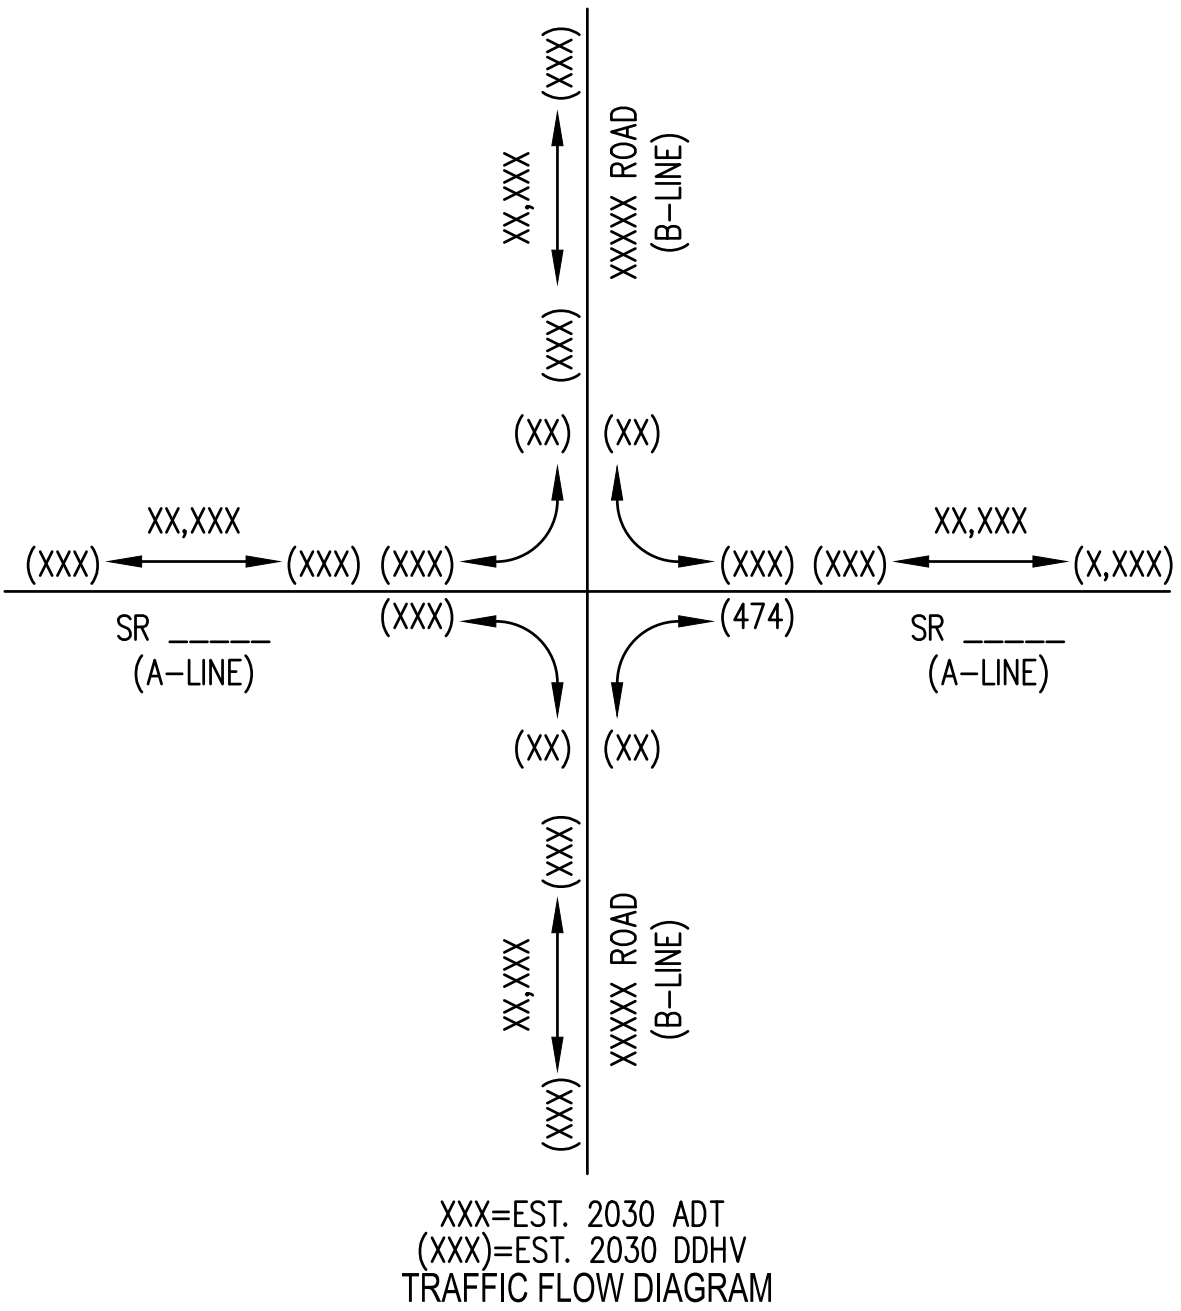 (XXX)
XX,XXX
XXXXX ROAD
(B-LINE)
(XXX)
(XX) (XX)
XX,XXX XX,XXX
(XXX) (XXX) (XXX) (XXX) (XXX) (X,XXX)
(XXX) (474)
SR _____ SR _____
(A-LINE) (A-LINE)
(XX) (XX)
(XXX)
XX,XXX
XXXXX ROAD
(B-LINE)
(XXX)
XXX=EST. 2030 ADT
(XXX)=EST. 2030 DDHV
TRAFFIC FLOW DIAGRAM